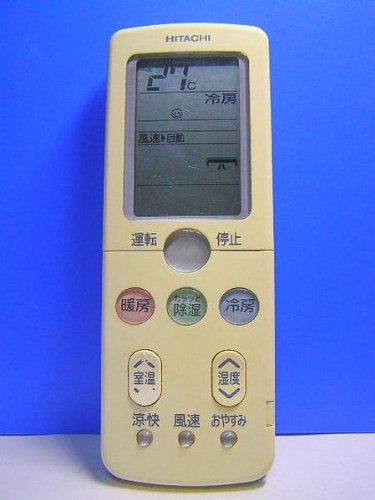 HITACHI
27℃
冷房
風速▶自動
運転 停止
暖房 カラッと除湿 冷房
室温 湿度
涼快 風速 おやすみ